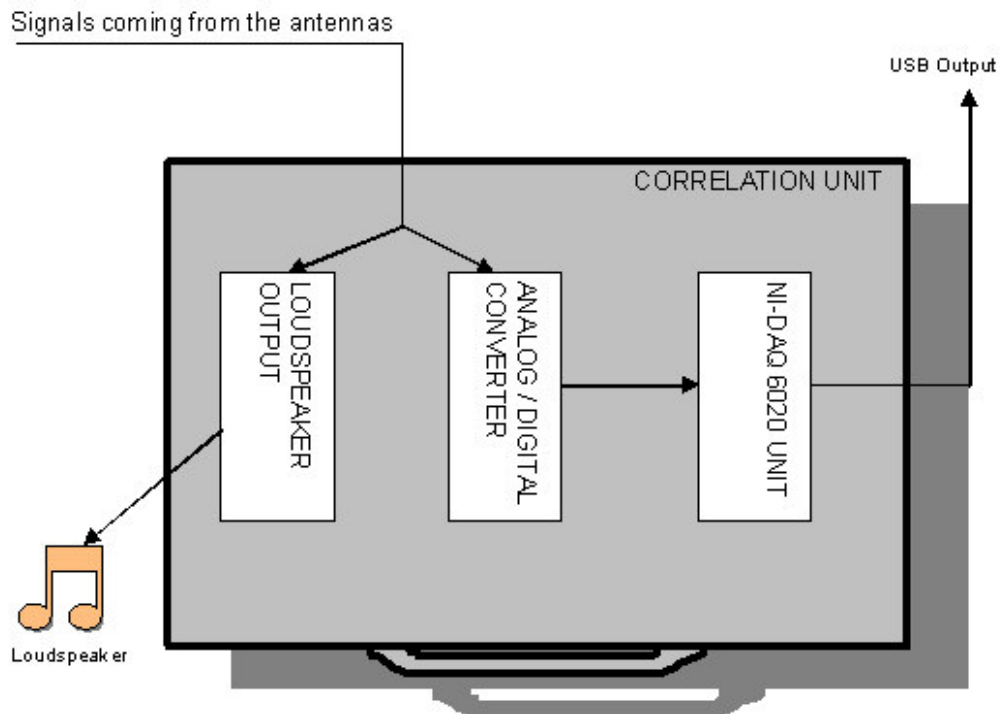 Signals coming from the antennas
USB Output
CORRELATION UNIT
LOUDSPEAKER
OUTPUT
ANALOG / DIGITAL
CONVERTER
NI-DAQ 6020 UNIT
Loudspeaker